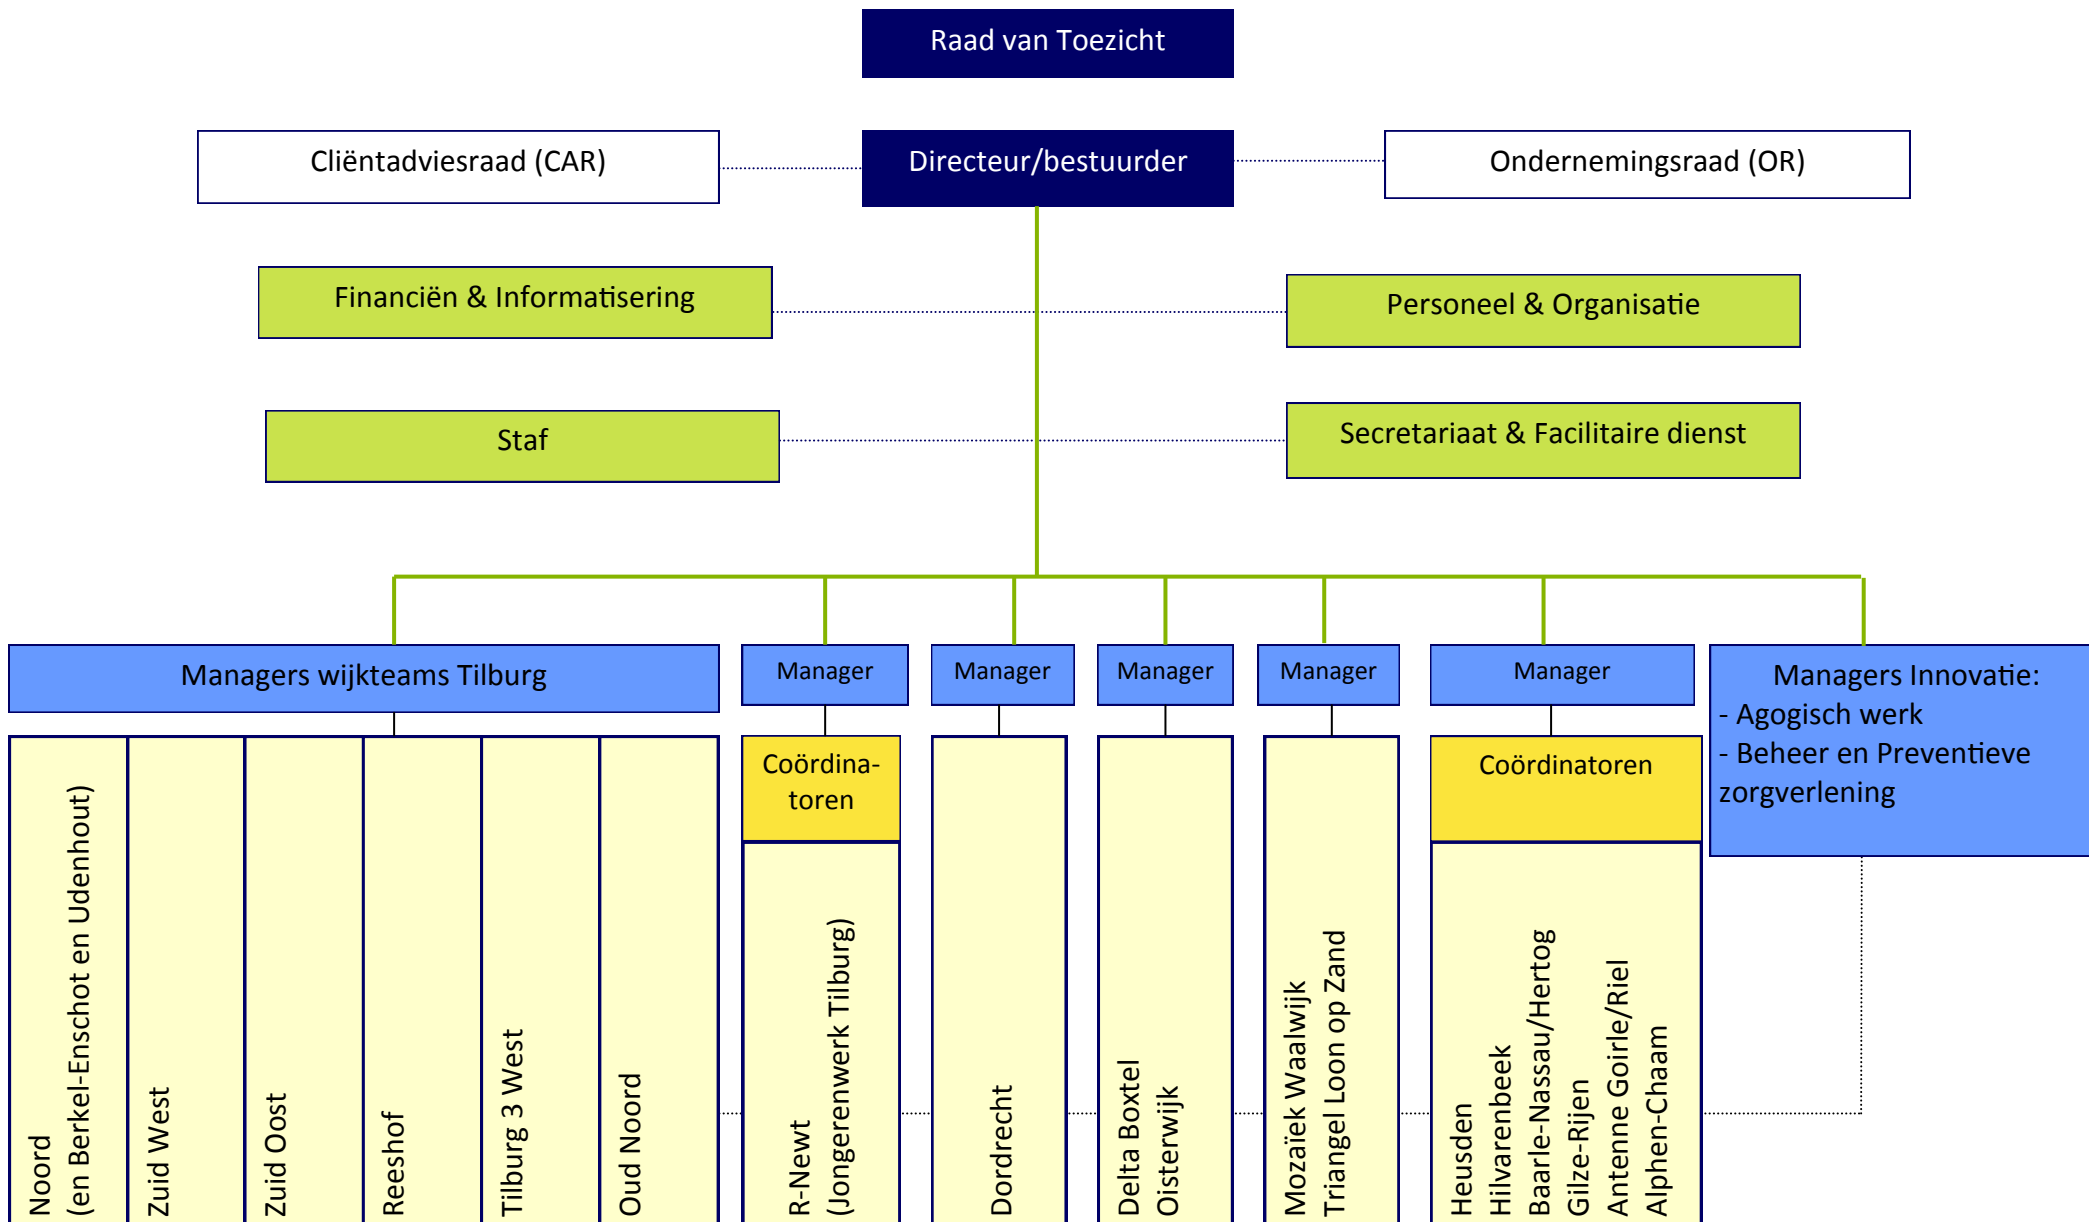 Raad van Toezicht
Cliëntadviesraad (CAR)
Directeur/bestuurder
Ondernemingsraad (OR)
Financiën & Informatisering
Personeel & Organisatie
Staf
Secretariaat & Facilitaire dienst
Managers wijkteams Tilburg
Manager
Manager
Manager
Manager
Manager
Managers Innovatie:
- Agogisch werk
- Beheer en Preventieve
zorgverlening
Coördina-
toren
Coördinatoren
Noord
(en Berkel-Enschot en Udenhout)
Zuid West
Zuid Oost
Reeshof
Tilburg 3 West
Oud Noord
R-Newt
(Jongerenwerk Tilburg)
Dordrecht
Delta Boxtel
Oisterwijk
Mozaïek Waalwijk
Triangel Loon op Zand
Heusden
Hilvarenbeek
Baarle-Nassau/Hertog
Gilze-Rijen
Antenne Goirle/Riel
Alphen-Chaam